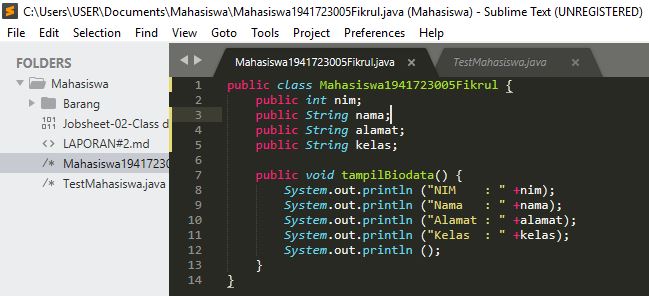 C:\Users\USER\Documents\Mahasiswa\Mahasiswa1941723005Fikrul.java (Mahasiswa) - Sublime Text (UNREGISTERED)
File Edit Selection Find View Goto Tools Project Preferences Help
FOLDERS
Mahasiswa
Barang
Jobsheet-02-Class d
LAPORAN#2.md
Mahasiswa194172300
TestMahasiswa.java
Mahasiswa1941723005Fikrul.java × TestMahasiswa.java ×
1 public class Mahasiswa1941723005Fikrul {
2 public int nim;
3 public String nama;
4 public String alamat;
5 public String kelas;
6
7 public void tampilBiodata() {
8 System.out.println ("NIM    : " +nim);
9 System.out.println ("Nama   : " +nama);
10 System.out.println ("Alamat : " +alamat);
11 System.out.println ("Kelas  : " +kelas);
12 System.out.println ();
13 }
14 }